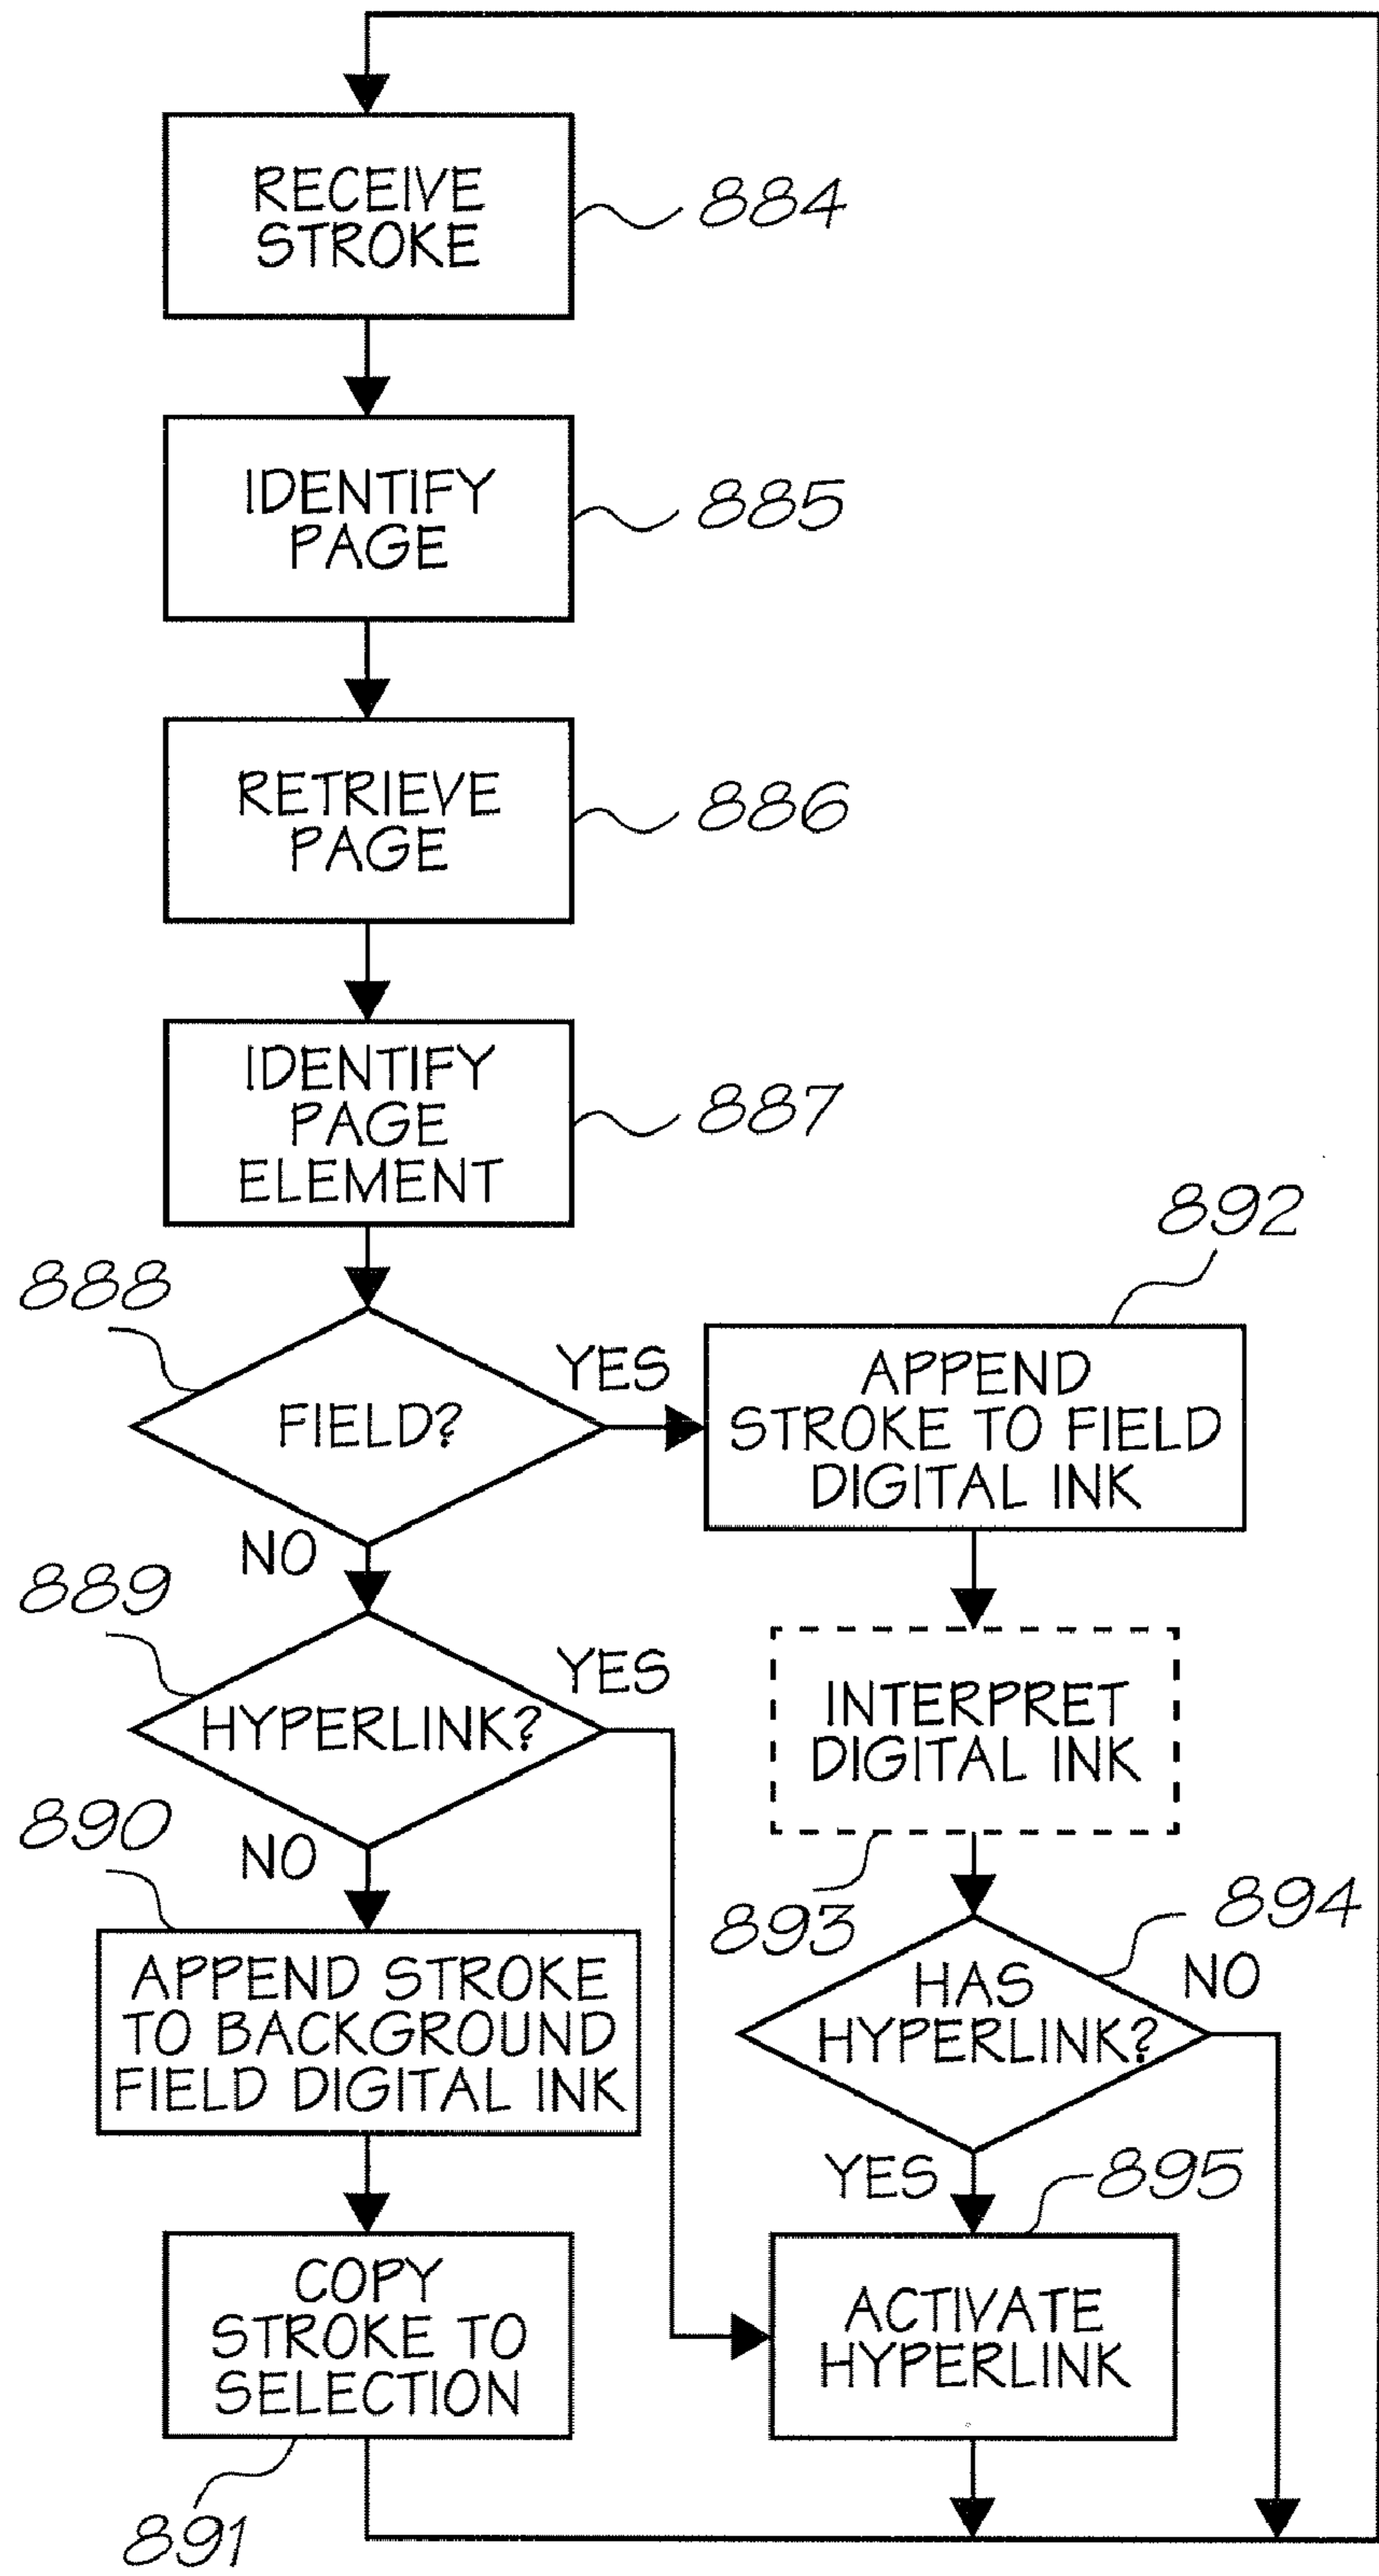 RECEIVE
STROKE
884
IDENTIFY
PAGE
885
RETRIEVE
PAGE
886
IDENTIFY
PAGE
ELEMENT
887
888
FIELD?
YES
NO
892
APPEND
STROKE TO FIELD
DIGITAL INK
889
HYPERLINK?
YES
NO
INTERPRET
DIGITAL INK
893
890
APPEND STROKE
TO BACKGROUND
FIELD DIGITAL INK
894
HAS
HYPERLINK?
NO
YES
895
COPY
STROKE TO
SELECTION
891
ACTIVATE
HYPERLINK